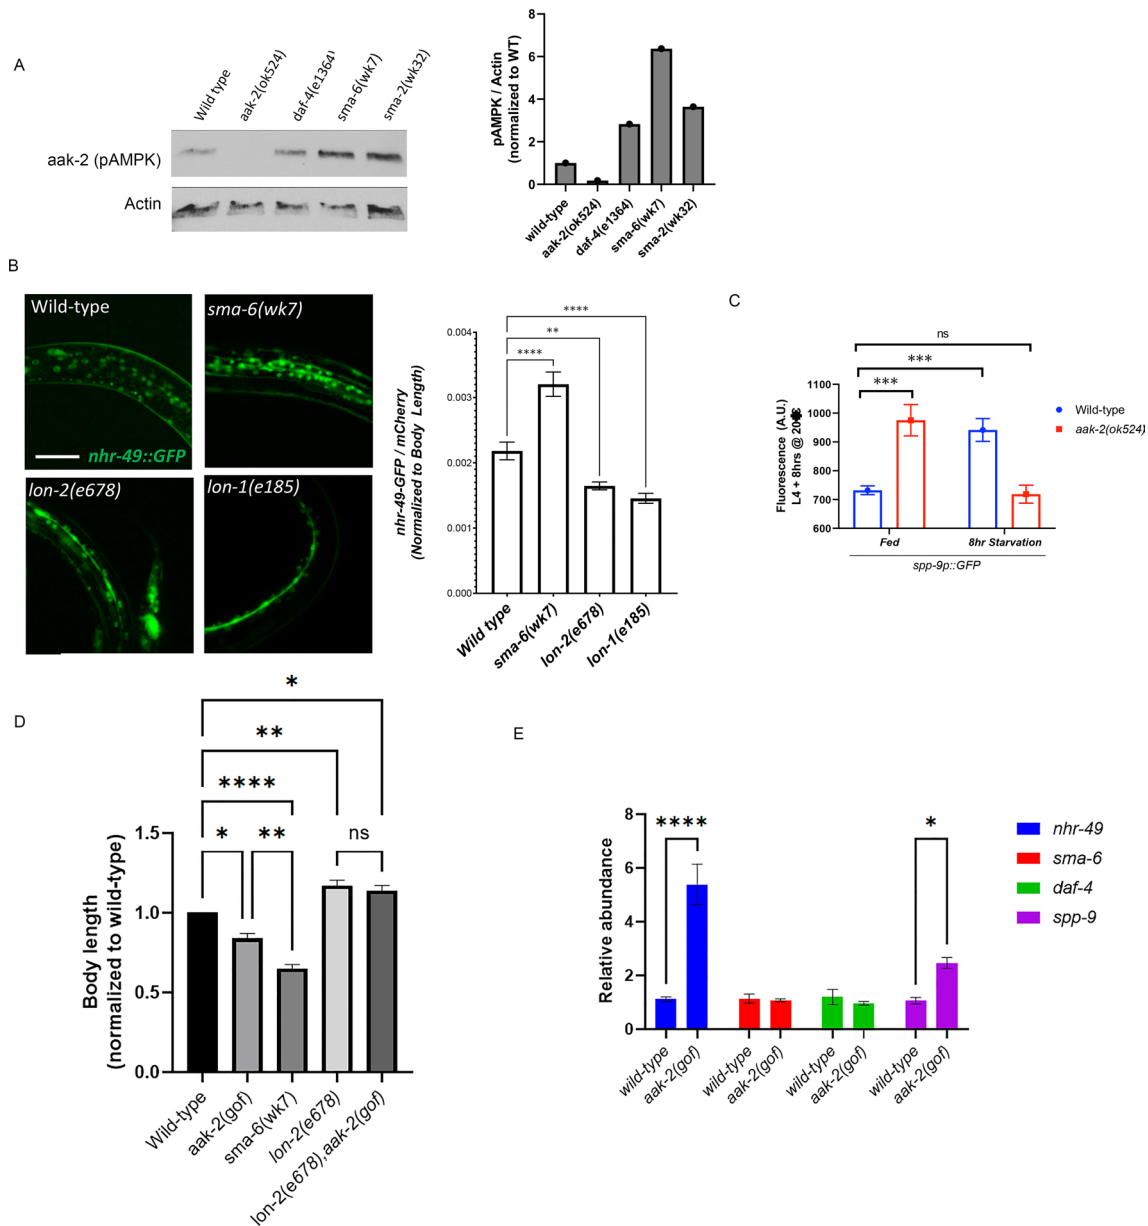 A
Wild type
aak-2(ok524)
daf-4(e1364)
sma-6(wk7)
sma-2(wk32)
aak-2 (pAMPK)
Actin
pAMPK / Actin
(normalized to WT)
8
6
4
2
0
wild-type
aak-2(ok524)
daf-4(e1364)
sma-6(wk7)
sma-2(wk32)
B
Wild-type
nhr-49::GFP
sma-6(wk7)
lon-2(e678)
lon-1(e185)
nhr-49-GFP / mCherry
(Normalized to Body Length)
0.004
0.003
0.002
0.001
0.000
****
**
****
Wild type
sma-6(wk7)
lon-2(e678)
lon-1(e185)
C
Fluorescence (A.U.)
L4 + 8hrs @ 20
1100
1000
900
800
700
600
ns
***
***
Fed
8hr Starvation
spp-9p::GFP
Wild-type
aak-2(ok524)
D
Body length
(normalized to wild-type)
1.5
1.0
0.5
0.0
*
**
****
*
**
ns
Wild-type
aak-2(gof)
sma-6(wk7)
lon-2(e678)
lon-2(e678),aak-2(gof)
E
Relative abundance
8
6
4
2
0
****
*
wild-type
aak-2(gof)
wild-type
aak-2(gof)
wild-type
aak-2(gof)
wild-type
aak-2(gof)
nhr-49
sma-6
daf-4
spp-9